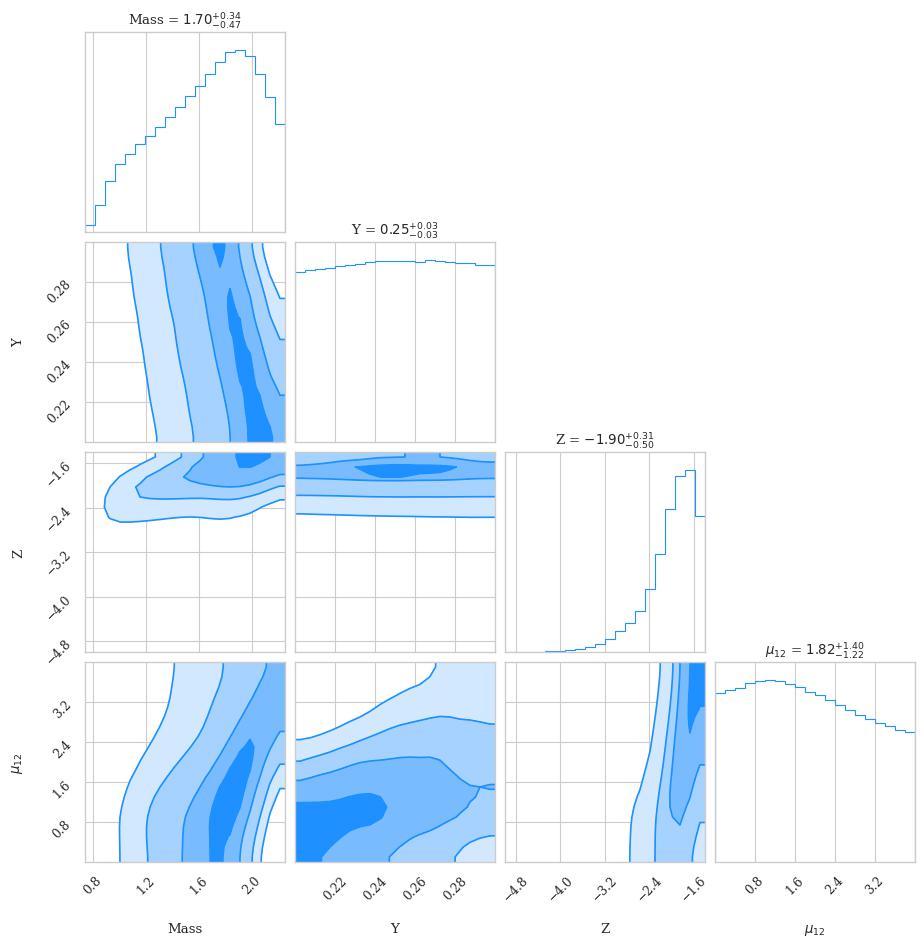 Mass = 1.70^{+0.34}_{-0.47}
Y = 0.25^{+0.03}_{-0.03}
0.28
0.26
0.24
0.22
Y
Z = −1.90^{+0.31}_{-0.50}
−1.6
−2.4
−3.2
−4.0
−4.8
Z
μ₁₂ = 1.82^{+1.40}_{-1.22}
3.2
2.4
1.6
0.8
μ₁₂
0.8 1.2 1.6 2.0
0.22 0.24 0.26 0.28
−4.8 −4.0 −3.2 −2.4 −1.6
0.8 1.6 2.4 3.2
Mass Y Z μ₁₂